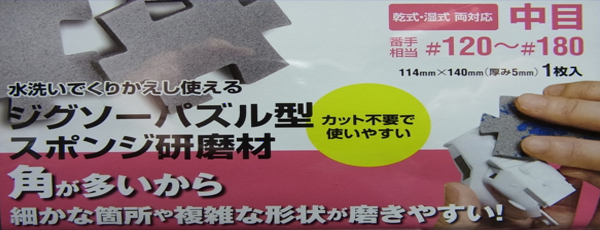 乾式・湿式 両対応 中目
番手相当 #120〜#180
114mm×140mm(厚み5mm) 1枚入
水洗いでくりかえし使える
ジグソーパズル型
スポンジ研磨材
カット不要で
使いやすい
角が多いから
細かな箇所や複雑な形状が磨きやすい!